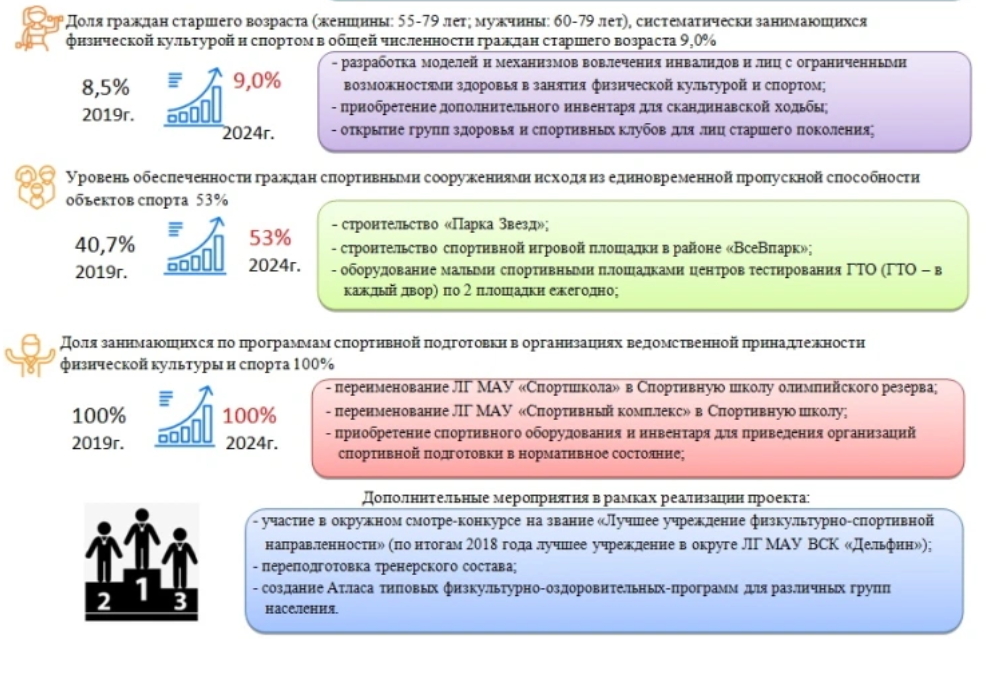 Доля граждан старшего возраста (женщины: 55-79 лет; мужчины: 60-79 лет), систематически занимающихся
физической культурой и спортом в общей численности граждан старшего возраста 9,0%
8,5%
2019г.
9,0%
2024г.
- разработка моделей и механизмов вовлечения инвалидов и лиц с ограниченными
возможностями здоровья в занятия физической культурой и спортом;
- приобретение дополнительного инвентаря для скандинавской ходьбы;
- открытие групп здоровья и спортивных клубов для лиц старшего поколения;
Уровень обеспеченности граждан спортивными сооружениями исходя из единовременной пропускной способности
объектов спорта 53%
40,7%
2019г.
53%
2024г.
- строительство «Парка Звезд»;
- строительство спортивной игровой площадки в районе «ВсеВпарк»;
- оборудование малыми спортивными площадками центров тестирования ГТО (ГТО – в
каждый двор) по 2 площадки ежегодно;
Доля занимающихся по программам спортивной подготовки в организациях ведомственной принадлежности
физической культуры и спорта 100%
100%
2019г.
100%
2024г.
- переименование ЛГ МАУ «Спортшкола» в Спортивную школу олимпийского резерва;
- переименование ЛГ МАУ «Спортивный комплекс» в Спортивную школу;
- приобретение спортивного оборудования и инвентаря для приведения организаций
спортивной подготовки в нормативное состояние;
Дополнительные мероприятия в рамках реализации проекта:
- участие в окружном смотре-конкурсе на звание «Лучшее учреждение физкультурно-спортивной
направленности» (по итогам 2018 года лучшее учреждение в округе ЛГ МАУ ВСК «Дельфин»);
- переподготовка тренерского состава;
- создание Атласа типовых физкультурно-оздоровительных-программ для различных групп
населения.
2 1 3